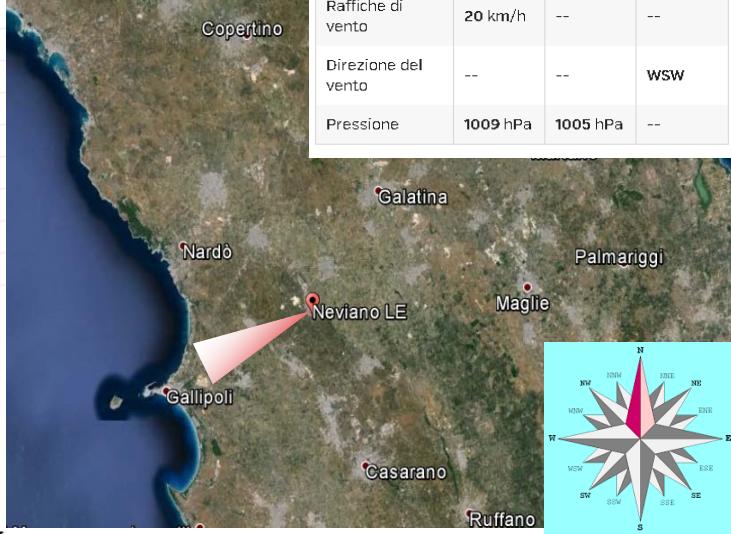 Raffiche di
vento
20 km/h
--
--
Direzione del
vento
--
--
WSW
Pressione
1009 hPa
1005 hPa
--
Copertino
Galatina
Nardò
Palmariggi
Neviano LE
Maglie
Gallipoli
Casarano
Ruffano
N
NNW
NNE
NW
NE
WNW
ENE
W
E
WSW
ESE
SW
SE
SSW
SSE
S